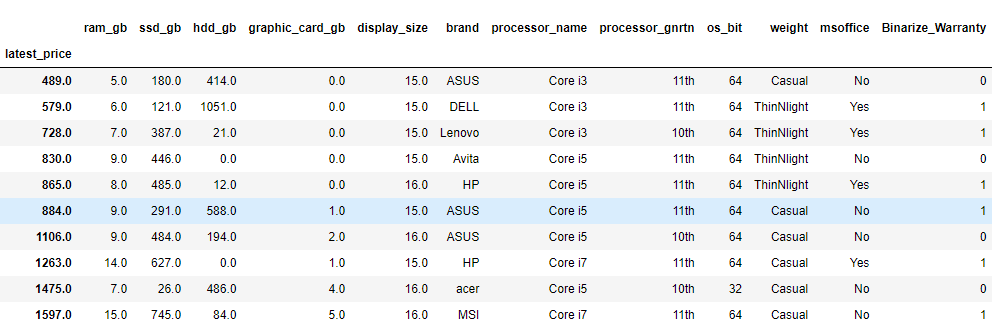 ram_gb ssd_gb hdd_gb graphic_card_gb display_size brand processor_name processor_gnrtn os_bit weight msoffice Binarize_Warranty
latest_price
489.0 5.0 180.0 414.0 0.0 15.0 ASUS Core i3 11th 64 Casual No 0
579.0 6.0 121.0 1051.0 0.0 15.0 DELL Core i3 11th 64 ThinNlight Yes 1
728.0 7.0 387.0 21.0 0.0 15.0 Lenovo Core i3 10th 64 ThinNlight Yes 1
830.0 9.0 446.0 0.0 0.0 15.0 Avita Core i5 11th 64 ThinNlight No 0
865.0 8.0 485.0 12.0 0.0 16.0 HP Core i5 11th 64 ThinNlight Yes 1
884.0 9.0 291.0 588.0 1.0 15.0 ASUS Core i5 11th 64 Casual No 1
1106.0 9.0 484.0 194.0 2.0 16.0 ASUS Core i5 10th 64 Casual No 0
1263.0 14.0 627.0 0.0 1.0 15.0 HP Core i7 11th 64 Casual Yes 1
1475.0 7.0 26.0 486.0 4.0 16.0 acer Core i5 10th 32 Casual No 0
1597.0 15.0 745.0 84.0 5.0 16.0 MSI Core i7 11th 64 Casual No 1